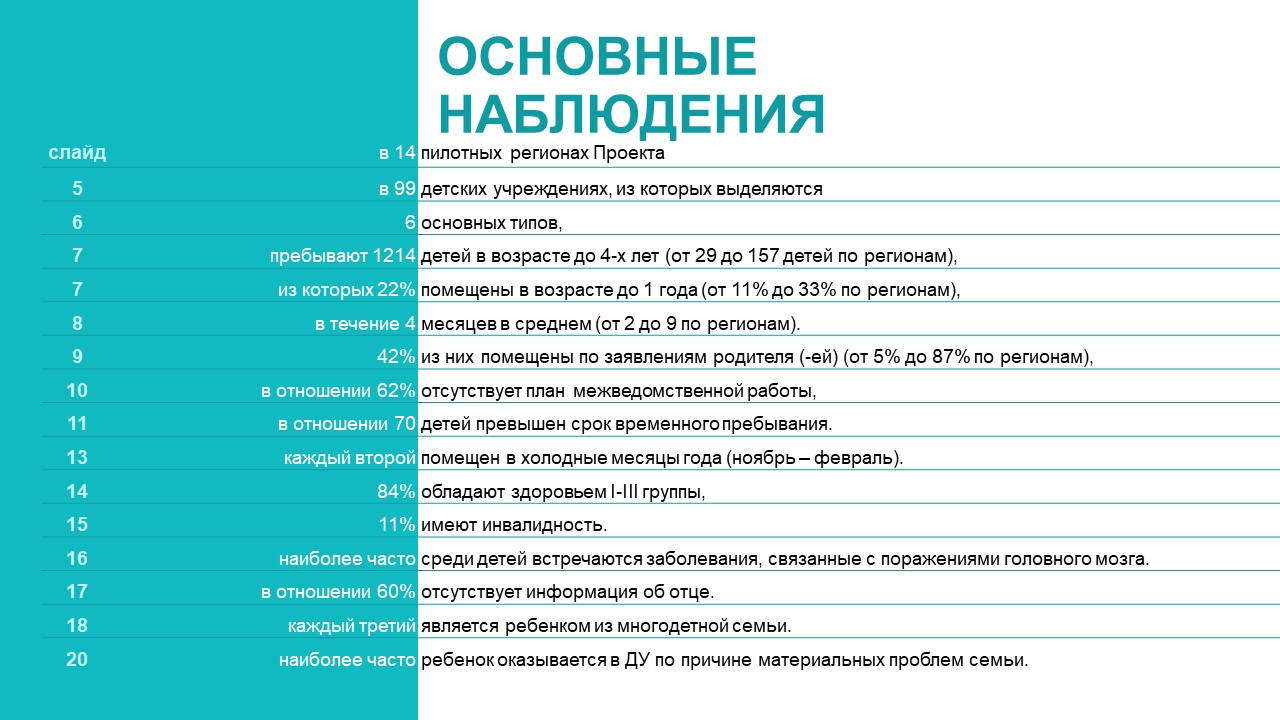 ОСНОВНЫЕ
НАБЛЮДЕНИЯ
слайд в 14 пилотных регионах Проекта
5 в 99 детских учреждениях, из которых выделяются
6 6 основных типов,
7 пребывают 1214 детей в возрасте до 4-х лет (от 29 до 157 детей по регионам),
7 из которых 22% помещены в возрасте до 1 года (от 11% до 33% по регионам),
8 в течение 4 месяцев в среднем (от 2 до 9 по регионам).
9 42% из них помещены по заявлениям родителя (-ей) (от 5% до 87% по регионам),
10 в отношении 62% отсутствует план межведомственной работы,
11 в отношении 70 детей превышен срок временного пребывания.
13 каждый второй помещен в холодные месяцы года (ноябрь – февраль).
14 84% обладают здоровьем I-III группы,
15 11% имеют инвалидность.
16 наиболее часто среди детей встречаются заболевания, связанные с поражениями головного мозга.
17 в отношении 60% отсутствует информация об отце.
18 каждый третий является ребенком из многодетной семьи.
20 наиболее часто ребенок оказывается в ДУ по причине материальных проблем семьи.